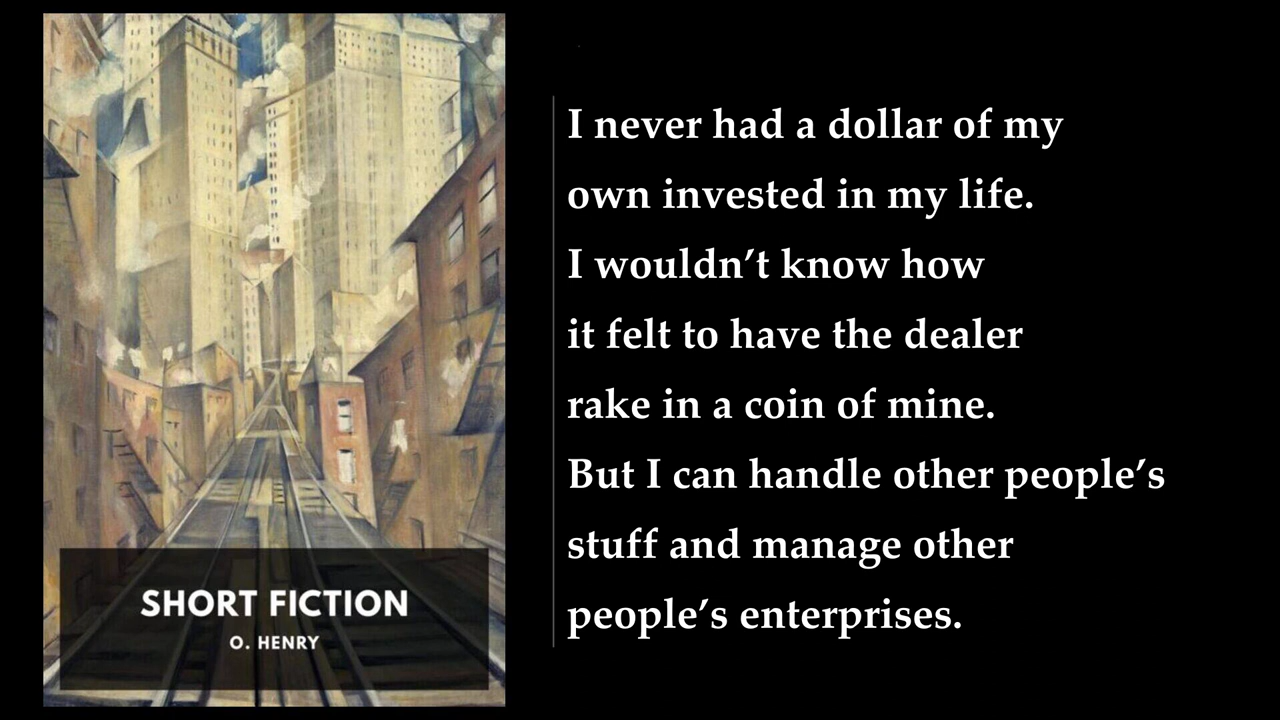 SHORT FICTION
O. HENRY
I never had a dollar of my
own invested in my life.
I wouldn’t know how
it felt to have the dealer
rake in a coin of mine.
But I can handle other people’s
stuff and manage other
people’s enterprises.